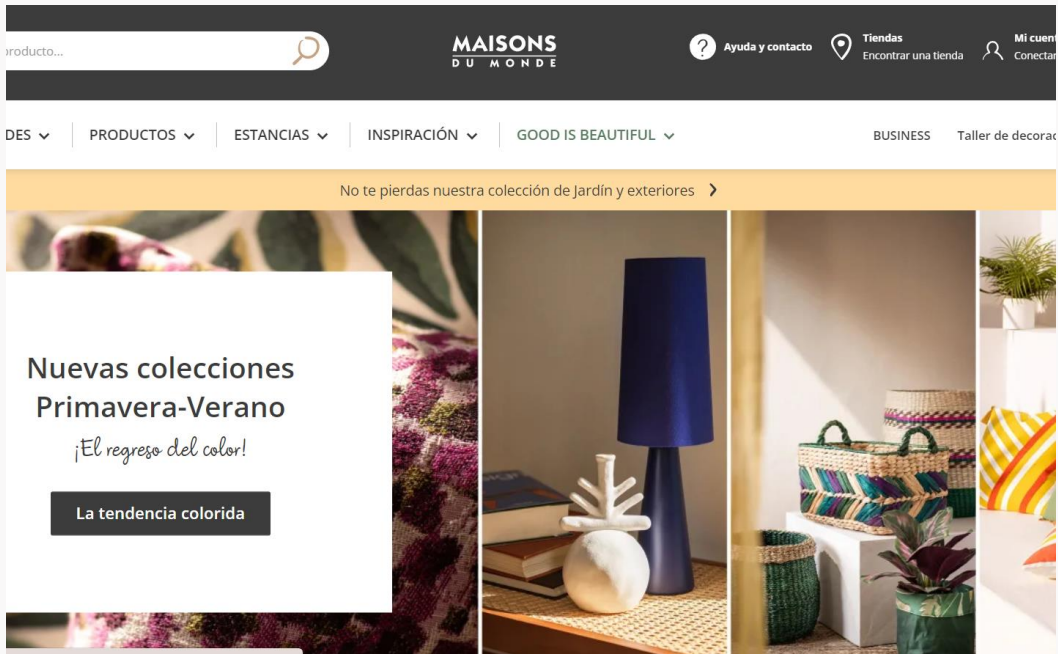 producto...
MAISONS
DU MONDE
Ayuda y contacto
Tiendas
Encontrar una tienda
Mi cuent
Conectar
DES
PRODUCTOS
ESTANCIAS
INSPIRACIÓN
GOOD IS BEAUTIFUL
BUSINESS
Taller de decorac
No te pierdas nuestra colección de Jardín y exteriores
Nuevas colecciones
Primavera-Verano
¡El regreso del color!
La tendencia colorida